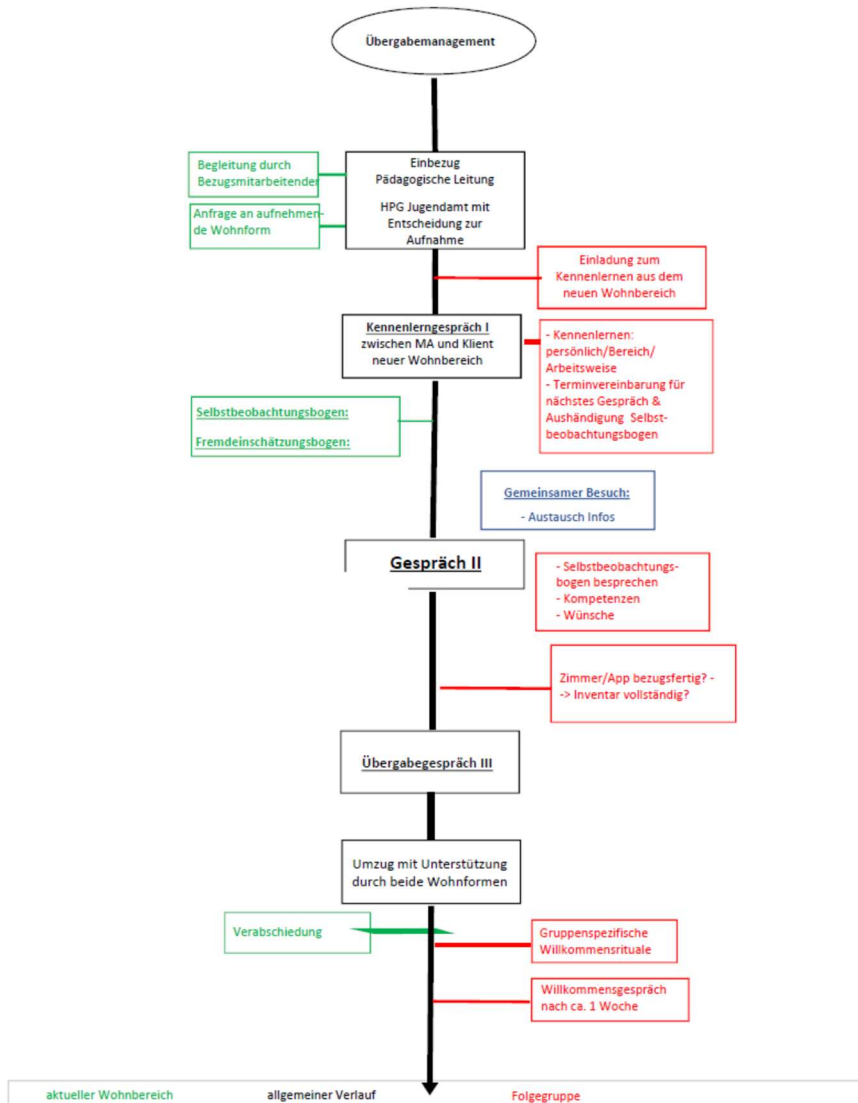 Übergabemanagement
Begleitung durch
Bezugsmitarbeitender
Anfrage an aufnehmen-
de Wohnform
Einbezug
Pädagogische Leitung
HPG Jugendamt mit
Entscheidung zur
Aufnahme
Einladung zum
Kennenlernen aus dem
neuen Wohnbereich
Kennenlerngespräch I
zwischen MA und Klient
neuer Wohnbereich
- Kennenlernen:
persönlich/Bereich/
Arbeitsweise
- Terminvereinbarung für
nächstes Gespräch &
Aushändigung Selbst-
beobachtungsbogen
Selbstbeobachtungsbogen:
Fremdeinschätzungsbogen:
Gemeinsamer Besuch:
- Austausch Infos
Gespräch II
- Selbstbeobachtungs-
bogen besprechen
- Kompetenzen
- Wünsche
Zimmer/App bezugsfertig? -
-> Inventar vollständig?
Übergabegespräch III
Umzug mit Unterstützung
durch beide Wohnformen
Verabschiedung
Gruppenspezifische
Willkommensrituale
Willkommensgespräch
nach ca. 1 Woche
aktueller Wohnbereich allgemeiner Verlauf Folgegruppe